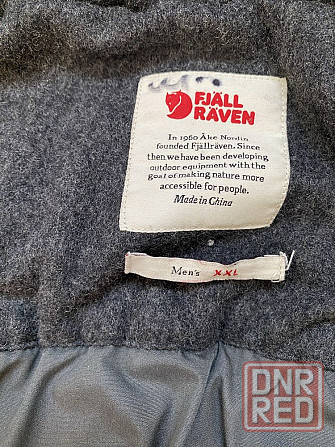 FJÄLL
RÄVEN
In 1960 Åke Nordin
founded Fjällräven. Since
then we have been developing
outdoor equipment with the
goal of making nature more
accessible for people.
Made in China
Men's XXL
DNR
RED